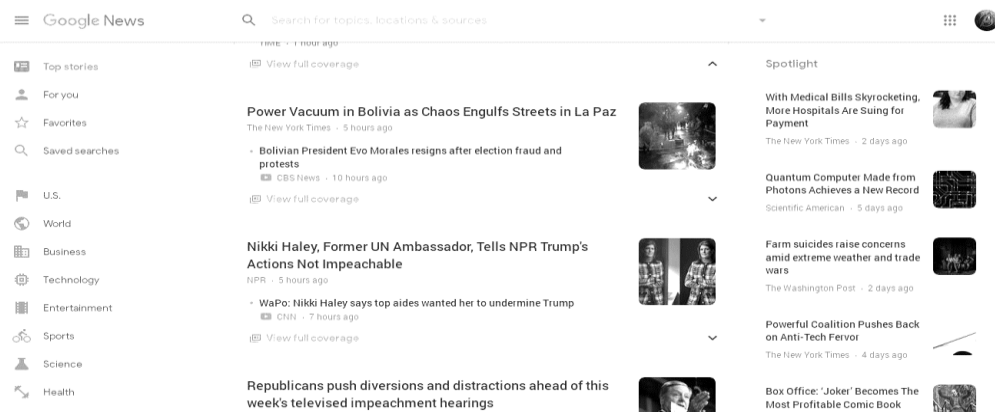 Google News
Search for topics, locations & sources
TIME · 1 hour ago
View full coverage
Top stories
For you
Favorites
Saved searches
U.S.
World
Business
Technology
Entertainment
Sports
Science
Health
Power Vacuum in Bolivia as Chaos Engulfs Streets in La Paz
The New York Times · 5 hours ago
Bolivian President Evo Morales resigns after election fraud and
protests
CBS News · 10 hours ago
View full coverage
Nikki Haley, Former UN Ambassador, Tells NPR Trump's
Actions Not Impeachable
NPR · 5 hours ago
WaPo: Nikki Haley says top aides wanted her to undermine Trump
CNN · 7 hours ago
View full coverage
Republicans push diversions and distractions ahead of this
week's televised impeachment hearings
Spotlight
With Medical Bills Skyrocketing,
More Hospitals Are Suing for
Payment
The New York Times · 2 days ago
Quantum Computer Made from
Photons Achieves a New Record
Scientific American · 5 days ago
Farm suicides raise concerns
amid extreme weather and trade
wars
The Washington Post · 2 days ago
Powerful Coalition Pushes Back
on Anti-Tech Fervor
The New York Times · 4 days ago
Box Office: 'Joker' Becomes The
Most Profitable Comic Book